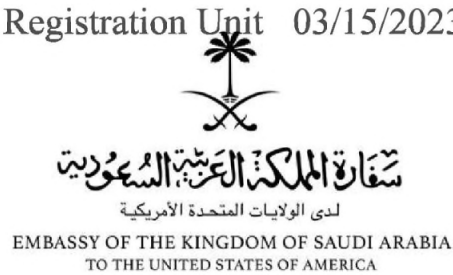 Registration Unit 03/15/2023
سفارة المملكة العربية السعودية
لدى الولايات المتحدة الأمريكية
EMBASSY OF THE KINGDOM OF SAUDI ARABIA
TO THE UNITED STATES OF AMERICA